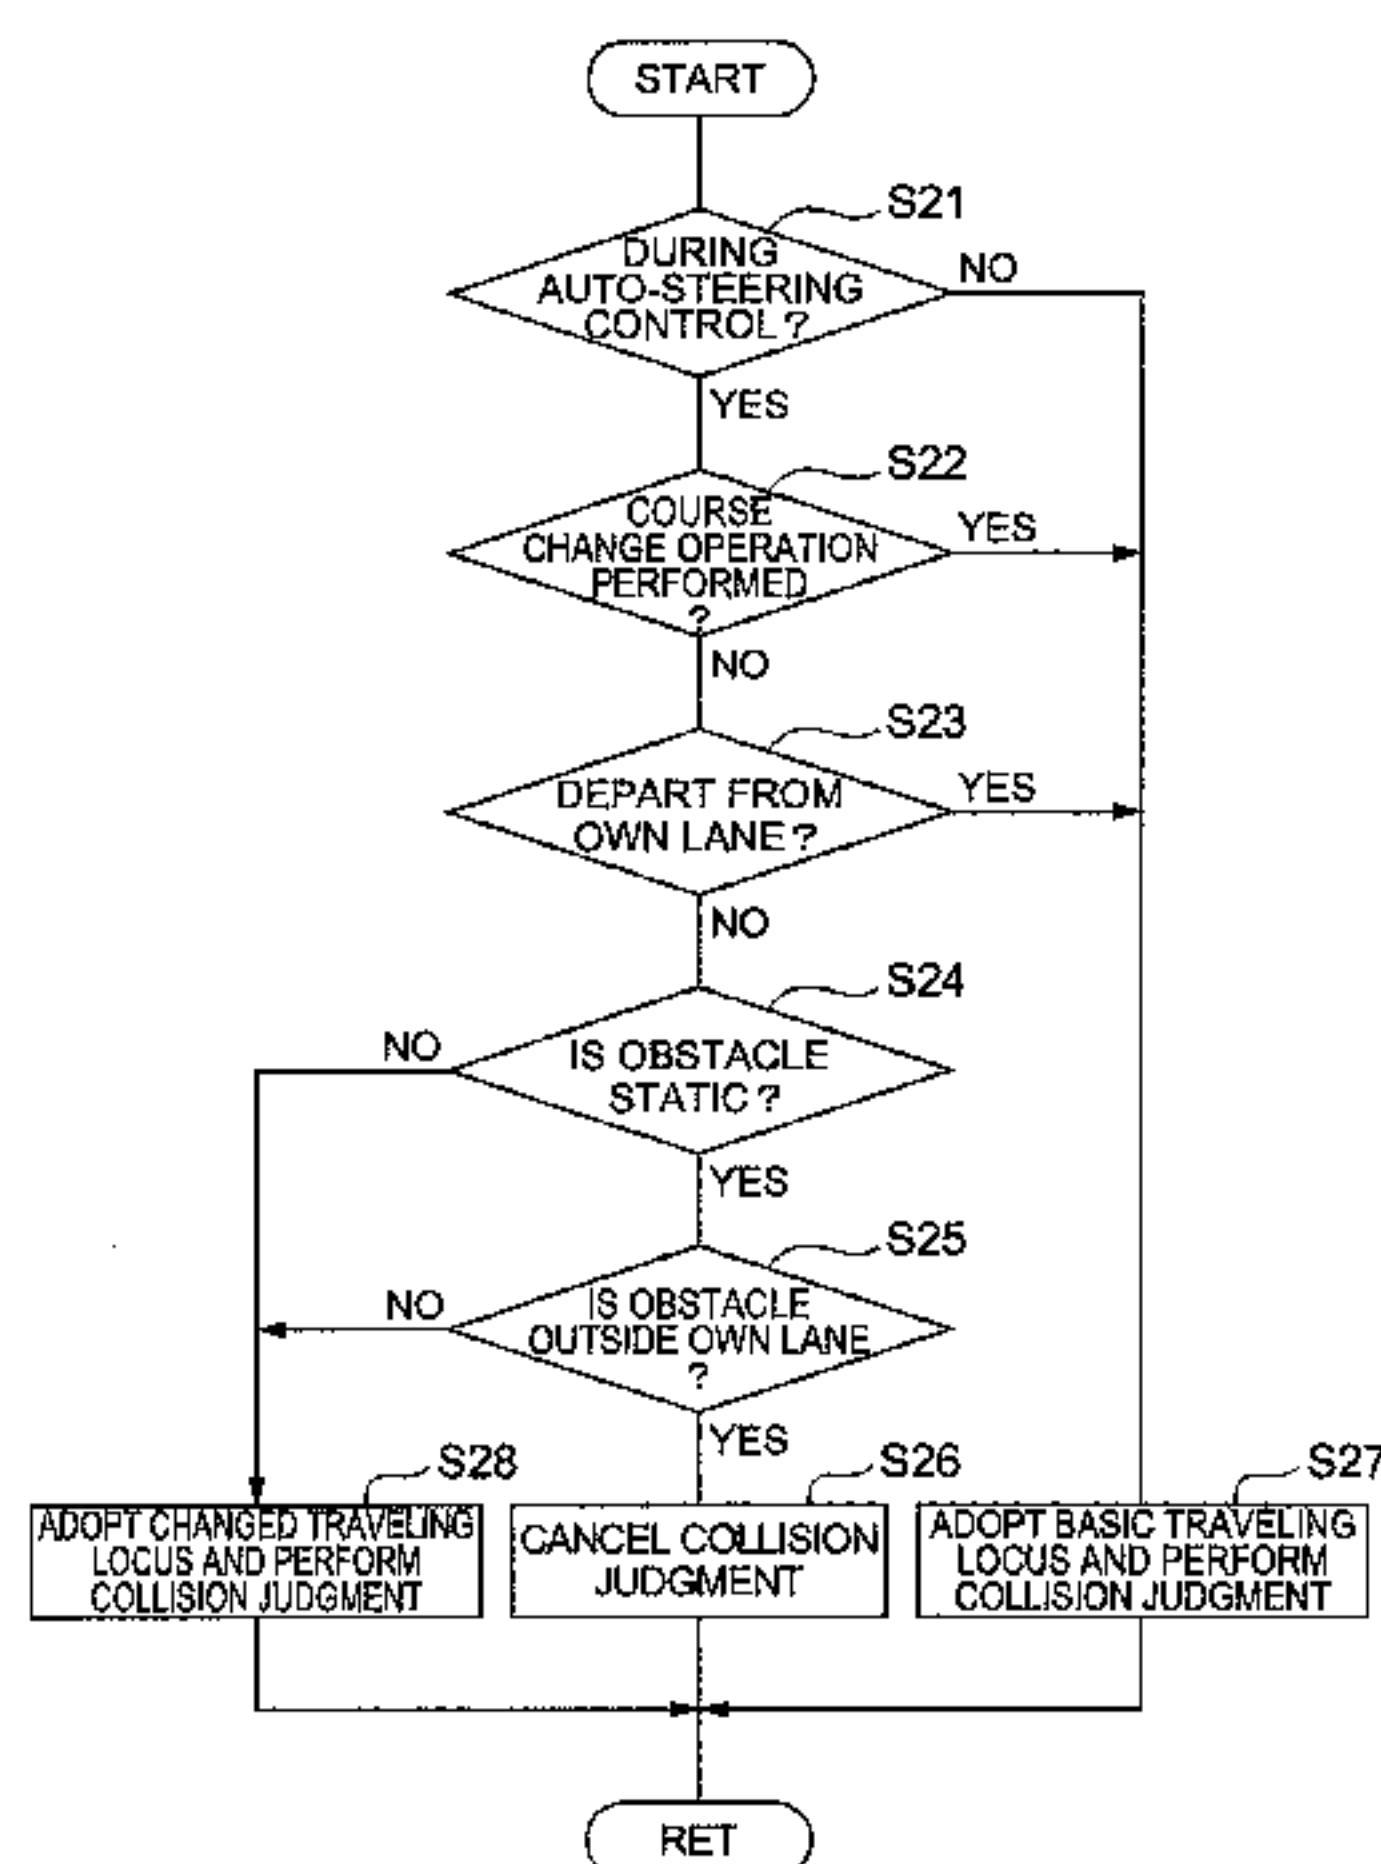 START
S21
DURING
AUTO-STEERING
CONTROL?
NO
YES
S22
COURSE
CHANGE OPERATION
PERFORMED
?
YES
NO
S23
DEPART FROM
OWN LANE?
YES
NO
S24
IS OBSTACLE
STATIC?
NO
YES
S25
IS OBSTACLE
OUTSIDE OWN LANE
?
NO
YES
S28
ADOPT CHANGED TRAVELING
LOCUS AND PERFORM
COLLISION JUDGMENT
S26
CANCEL COLLISION
JUDGMENT
S27
ADOPT BASIC TRAVELING
LOCUS AND PERFORM
COLLISION JUDGMENT
RET